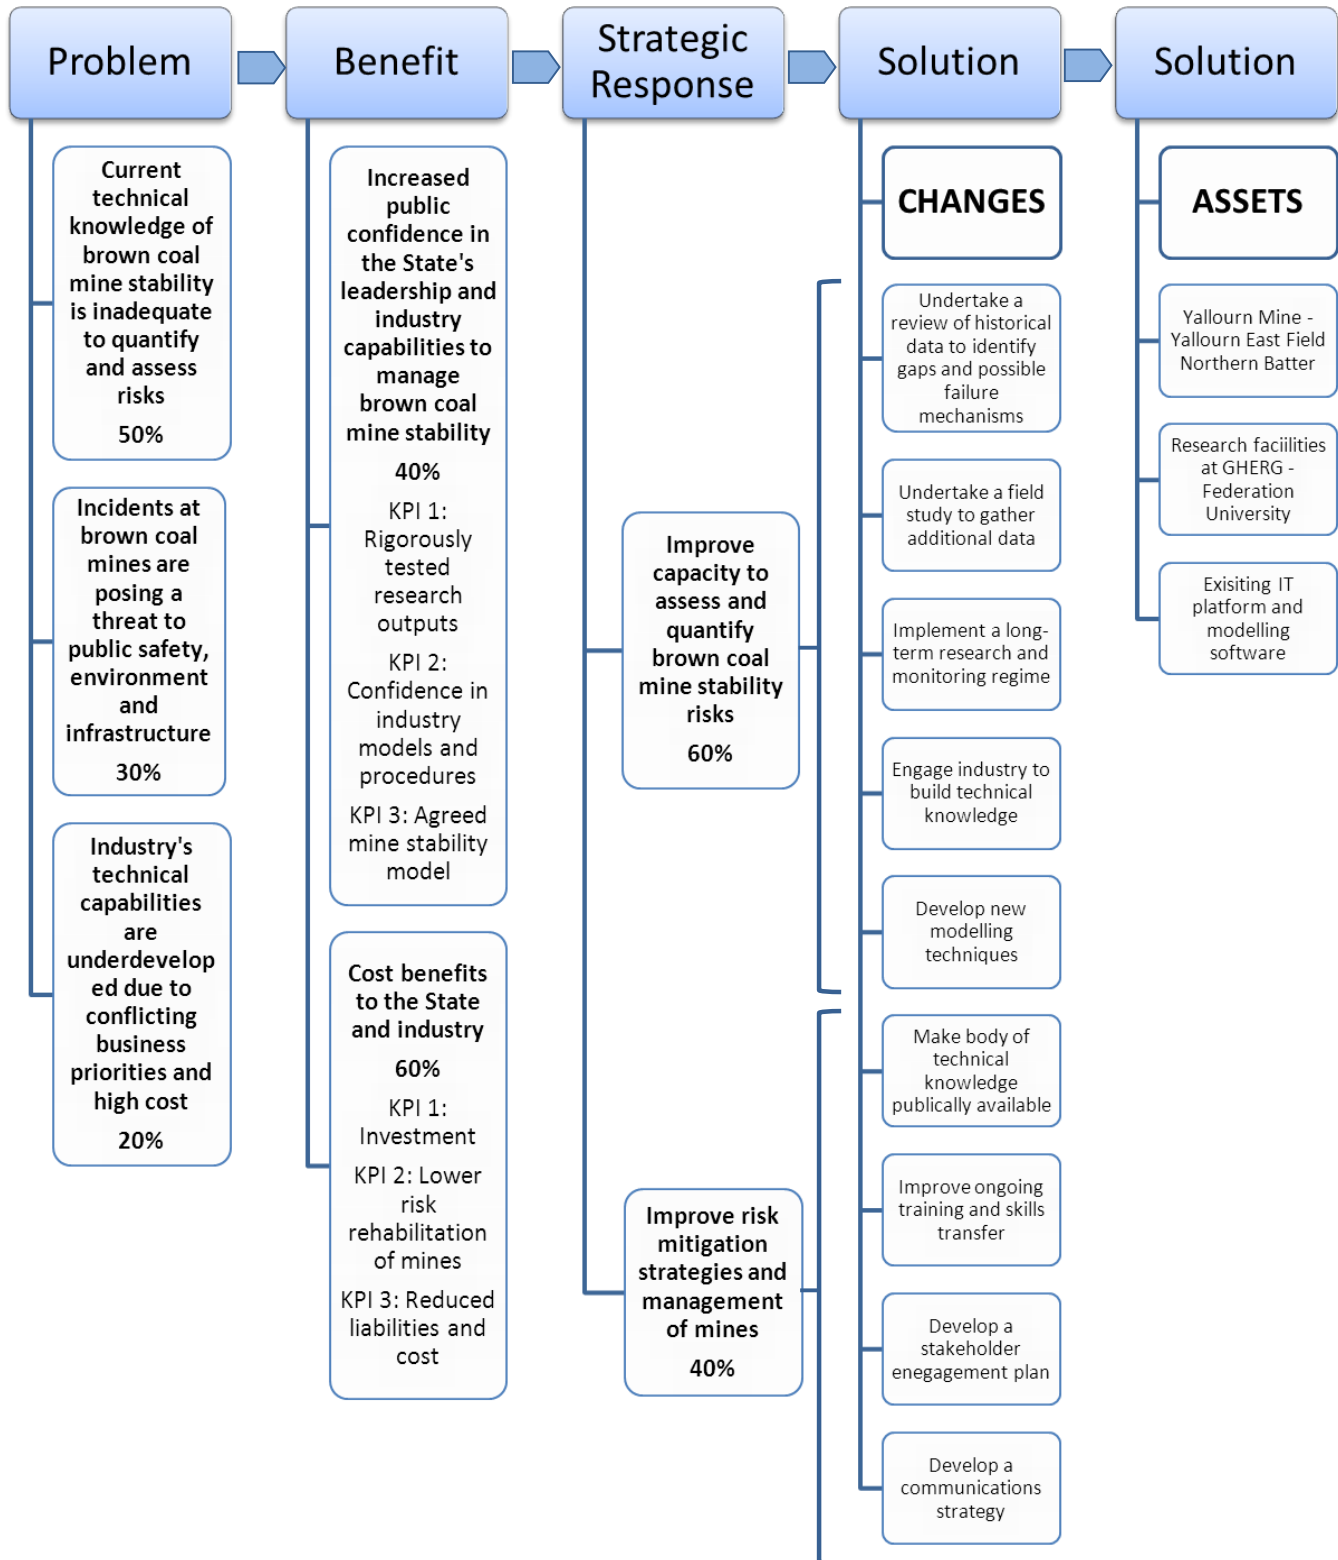 Problem
Benefit
Strategic
Response
Solution
Solution
Current
technical
knowledge of
brown coal
mine stability
is inadequate
to quantify
and assess
risks
50%
Incidents at
brown coal
mines are
posing a
threat to
public safety,
environment
and
infrastructure
30%
Industry's
technical
capabilities
are
underdevelop
ed due to
conflicting
business
priorities and
high cost
20%
Increased
public
confidence in
the State's
leadership and
industry
capabilities to
manage
brown coal
mine stability
40%
KPI 1:
Rigorously
tested
research
outputs
KPI 2:
Confidence in
industry
models and
procedures
KPI 3: Agreed
mine stability
model
Cost benefits
to the State
and industry
60%
KPI 1:
Investment
KPI 2: Lower
risk
rehabilitation
of mines
KPI 3: Reduced
liabilities and
cost
Improve
capacity to
assess and
quantify
brown coal
mine stability
risks
60%
Improve risk
mitigation
strategies and
management
of mines
40%
CHANGES
Undertake a
review of historical
data to identify
gaps and possible
failure
mechanisms
Undertake a field
study to gather
additional data
Implement a long-
term research and
monitoring regime
Engage industry to
build technical
knowledge
Develop new
modelling
techniques
Make body of
technical
knowledge
publically available
Improve ongoing
training and skills
transfer
Develop a
stakeholder
enegagement plan
Develop a
communications
strategy
ASSETS
Yallourn Mine -
Yallourn East Field
Northern Batter
Research faciilities
at GHERG -
Federation
University
Exisiting IT
platform and
modelling
software